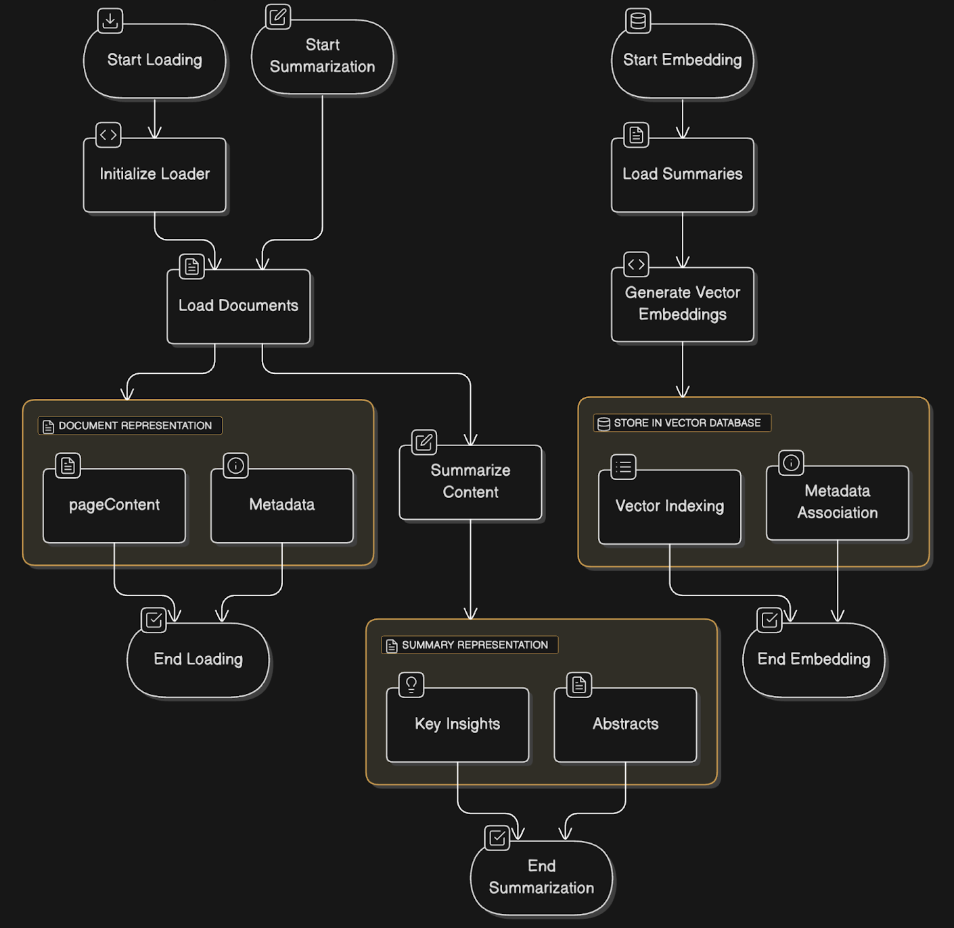 Start Loading
Start
Summarization
Start Embedding
Initialize Loader
Load Summaries
Load Documents
Generate Vector
Embeddings
DOCUMENT REPRESENTATION
pageContent
Metadata
Summarize
Content
STORE IN VECTOR DATABASE
Vector Indexing
Metadata
Association
End Loading
SUMMARY REPRESENTATION
Key Insights
Abstracts
End Embedding
End
Summarization